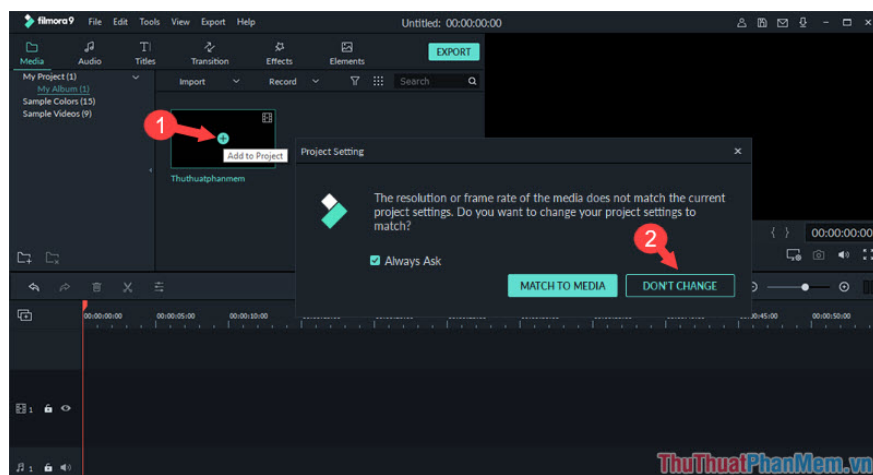 filmora9 File Edit Tools View Export Help Untitled: 00:00:00:00
Media Audio Titles Transition Effects Elements EXPORT
My Project (1)
My Album (1)
Sample Colors (15)
Sample Videos (9)
Import Record Search
1
Add to Project
Thuthuatphanmem
Project Setting
The resolution or frame rate of the media does not match the current
project settings. Do you want to change your project settings to
match?
2
Always Ask
MATCH TO MEDIA DON'T CHANGE
{ } 00:00:00:00
00:00:00:00 00:00:05:00 00:00:10:00 00:00:45:00 00:00:50:00
1
1
ThuThuatPhanMem.vn